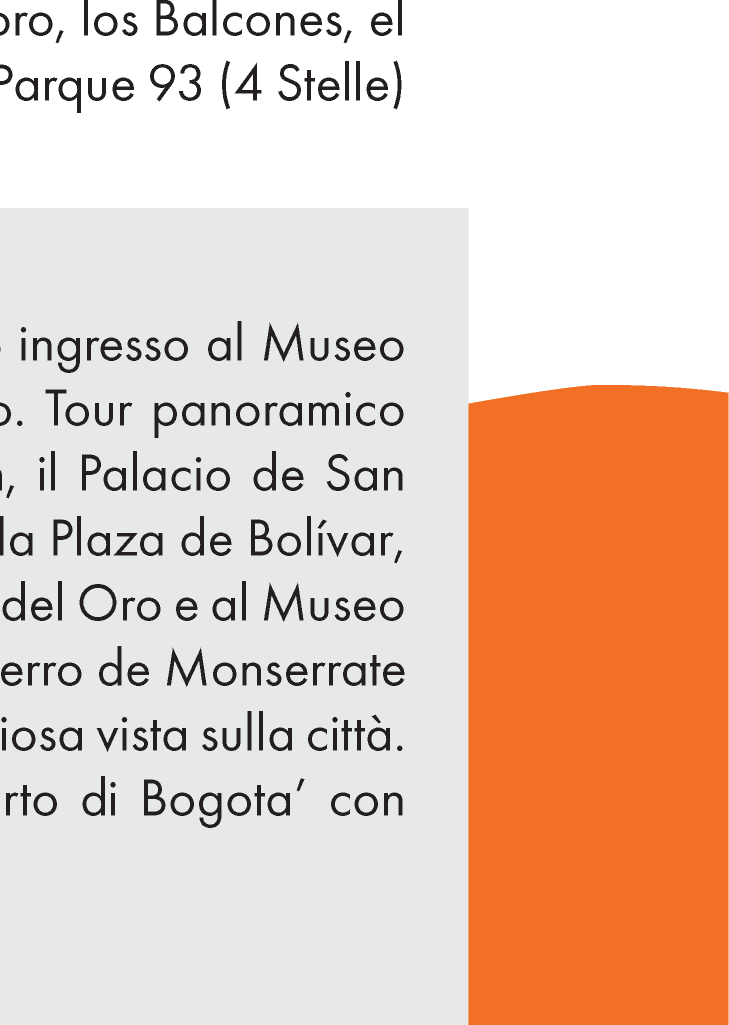 oro, los Balcones, el
Parque 93 (4 Stelle)
ingresso al Museo
o. Tour panoramico
, il Palacio de San
la Plaza de Bolívar,
del Oro e al Museo
erro de Monserrate
iosa vista sulla città.
rto di Bogota’ con